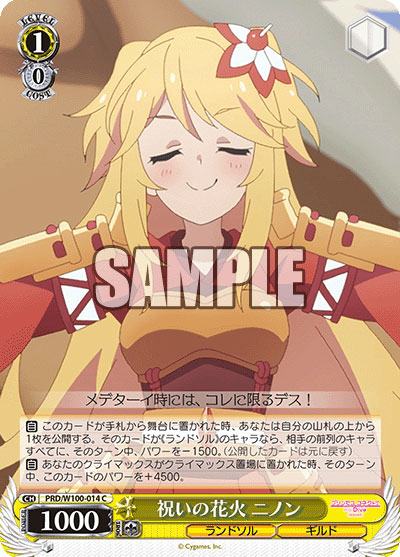 LEVEL
1
0
COST
SAMPLE
メデターイ時には、コレに限るデス!
自 このカードが手札から舞台に置かれた時、あなたは自分の山札の上から
1枚を公開する。そのカードが《ランドソル》のキャラなら、相手の前列のキャラ
すべてに、そのターン中、パワーを-1500。(公開したカードは元に戻す)
自 あなたのクライマックスがクライマックス置場に置かれた時、そのターン
中、このカードのパワーを+4500。
CH PRD/W100-014 C
POWER 1000
祝いの花火 ニノン
ランドソル ギルド
© Cygames, Inc.